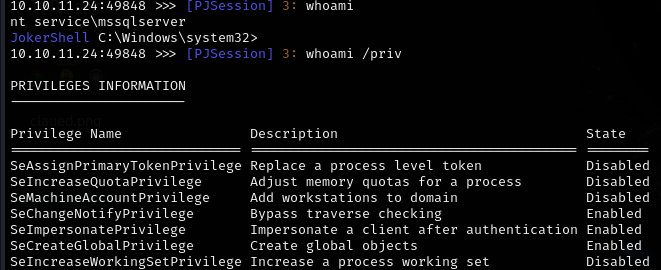 10.10.11.24:49848 >>> [PJSession] 3: whoami
nt service\mssqlserver
JokerShell C:\Windows\system32>
10.10.11.24:49848 >>> [PJSession] 3: whoami /priv
PRIVILEGES INFORMATION
----------------------
Privilege Name Description State
============================= ========================================= ========
SeAssignPrimaryTokenPrivilege Replace a process level token Disabled
SeIncreaseQuotaPrivilege Adjust memory quotas for a process Disabled
SeMachineAccountPrivilege Add workstations to domain Disabled
SeChangeNotifyPrivilege Bypass traverse checking Enabled
SeImpersonatePrivilege Impersonate a client after authentication Enabled
SeCreateGlobalPrivilege Create global objects Enabled
SeIncreaseWorkingSetPrivilege Increase a process working set Disabled